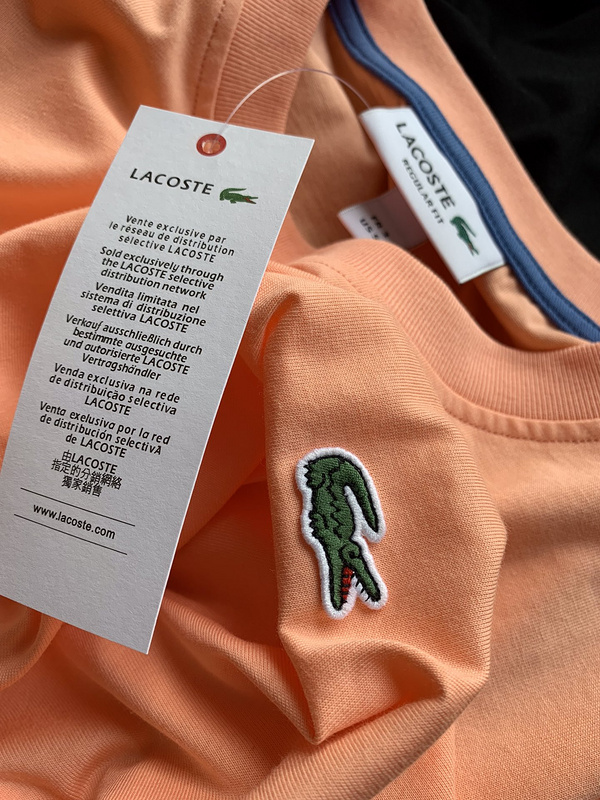 LACOSTE
Vente exclusive par
le réseau de distribution
sélective LACOSTE
Sold exclusively through
the LACOSTE selective
distribution network
Vendita limitata nel
sistema di distribuzione
selettiva LACOSTE
Verkauf ausschließlich durch
bestimmte ausgesuchte
und autorisierte LACOSTE
Vertragshändler
Venda exclusiva na rede
de distribuição selectiva
LACOSTE
Venta exclusiva por la red
de distribución selectiva
de LACOSTE
由LACOSTE
指定的分銷網絡
獨家銷售
www.lacoste.com
LACOSTE
REGULAR FIT